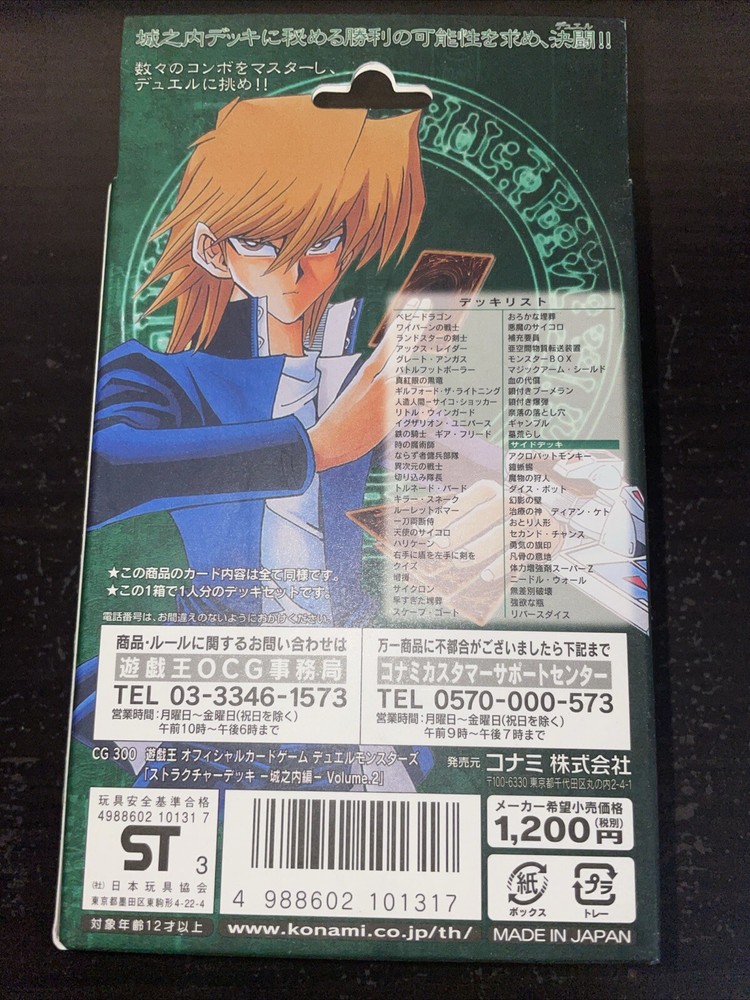 城之内デッキに秘める勝利の可能性を求め、決闘!!
デュエル
数々のコンボをマスターし、
デュエルに挑め!!
デッキリスト
ベビードラゴン
ワイバーンの戦士
ランドスターの剣士
アックス・レイダー
グレート・アンガス
バトルフットボーラー
真紅眼の黒竜
ギルフォード・ザ・ライトニング
人造人間-サイコ・ショッカー
リトル・ウィンガード
イグザリオン・ユニバース
鉄の騎士 ギア・フリード
時の魔術師
ならず者傭兵部隊
異次元の戦士
切り込み隊長
トルネード・バード
キラー・スネーク
ルーレットボマー
一刀両断侍
天使のサイコロ
ハリケーン
右手に盾を左手に剣を
クイズ
増援
サイクロン
早すぎた埋葬
スケープ・ゴート
おろかな埋葬
悪魔のサイコロ
補充要員
亜空間物質転送装置
モンスターBOX
マジックアーム・シールド
血の代償
鎖付きブーメラン
鎖付き爆弾
奈落の落とし穴
ギャンブル
墓荒らし
サイドデッキ
アクロバットモンキー
鎧蜥蜴
魔物の狩人
ダイス・ポット
幻影の壁
治療の神 ディアン・ケト
おとり人形
セカンド・チャンス
勇気の旗印
凡骨の意地
体力増強剤スーパーZ
ニードル・ウォール
無差別破壊
強欲な瓶
リバースダイス
★この商品のカード内容は全て同様です。
★この1箱で1人分のデッキセットです。
電話番号は、お間違えのないようにおかけください。
商品・ルールに関するお問い合わせは
遊戯王OCG事務局
TEL 03-3346-1573
営業時間:月曜日〜金曜日(祝日を除く)
午前10時〜午後6時まで
万一商品に不都合がございましたら下記まで
コナミカスタマーサポートセンター
TEL 0570-000-573
営業時間:月曜日〜金曜日(祝日を除く)
午前9時〜午後7時まで
CG 300 遊戯王 オフィシャルカードゲーム デュエルモンスターズ
「ストラクチャーデッキ -城之内編- Volume.2」
発売元 コナミ 株式会社
〒100-6330 東京都千代田区丸の内2-4-1
玩具安全基準合格
4988602 10131 7
ST 3
(社)日本玩具協会
東京都墨田区東駒形4-22-4
対象年齢12才以上
4 988602 101317
www.konami.co.jp/th/
メーカー希望小売価格
1,200円(税別)
紙
ボックス
プラ
トレー
MADE IN JAPAN